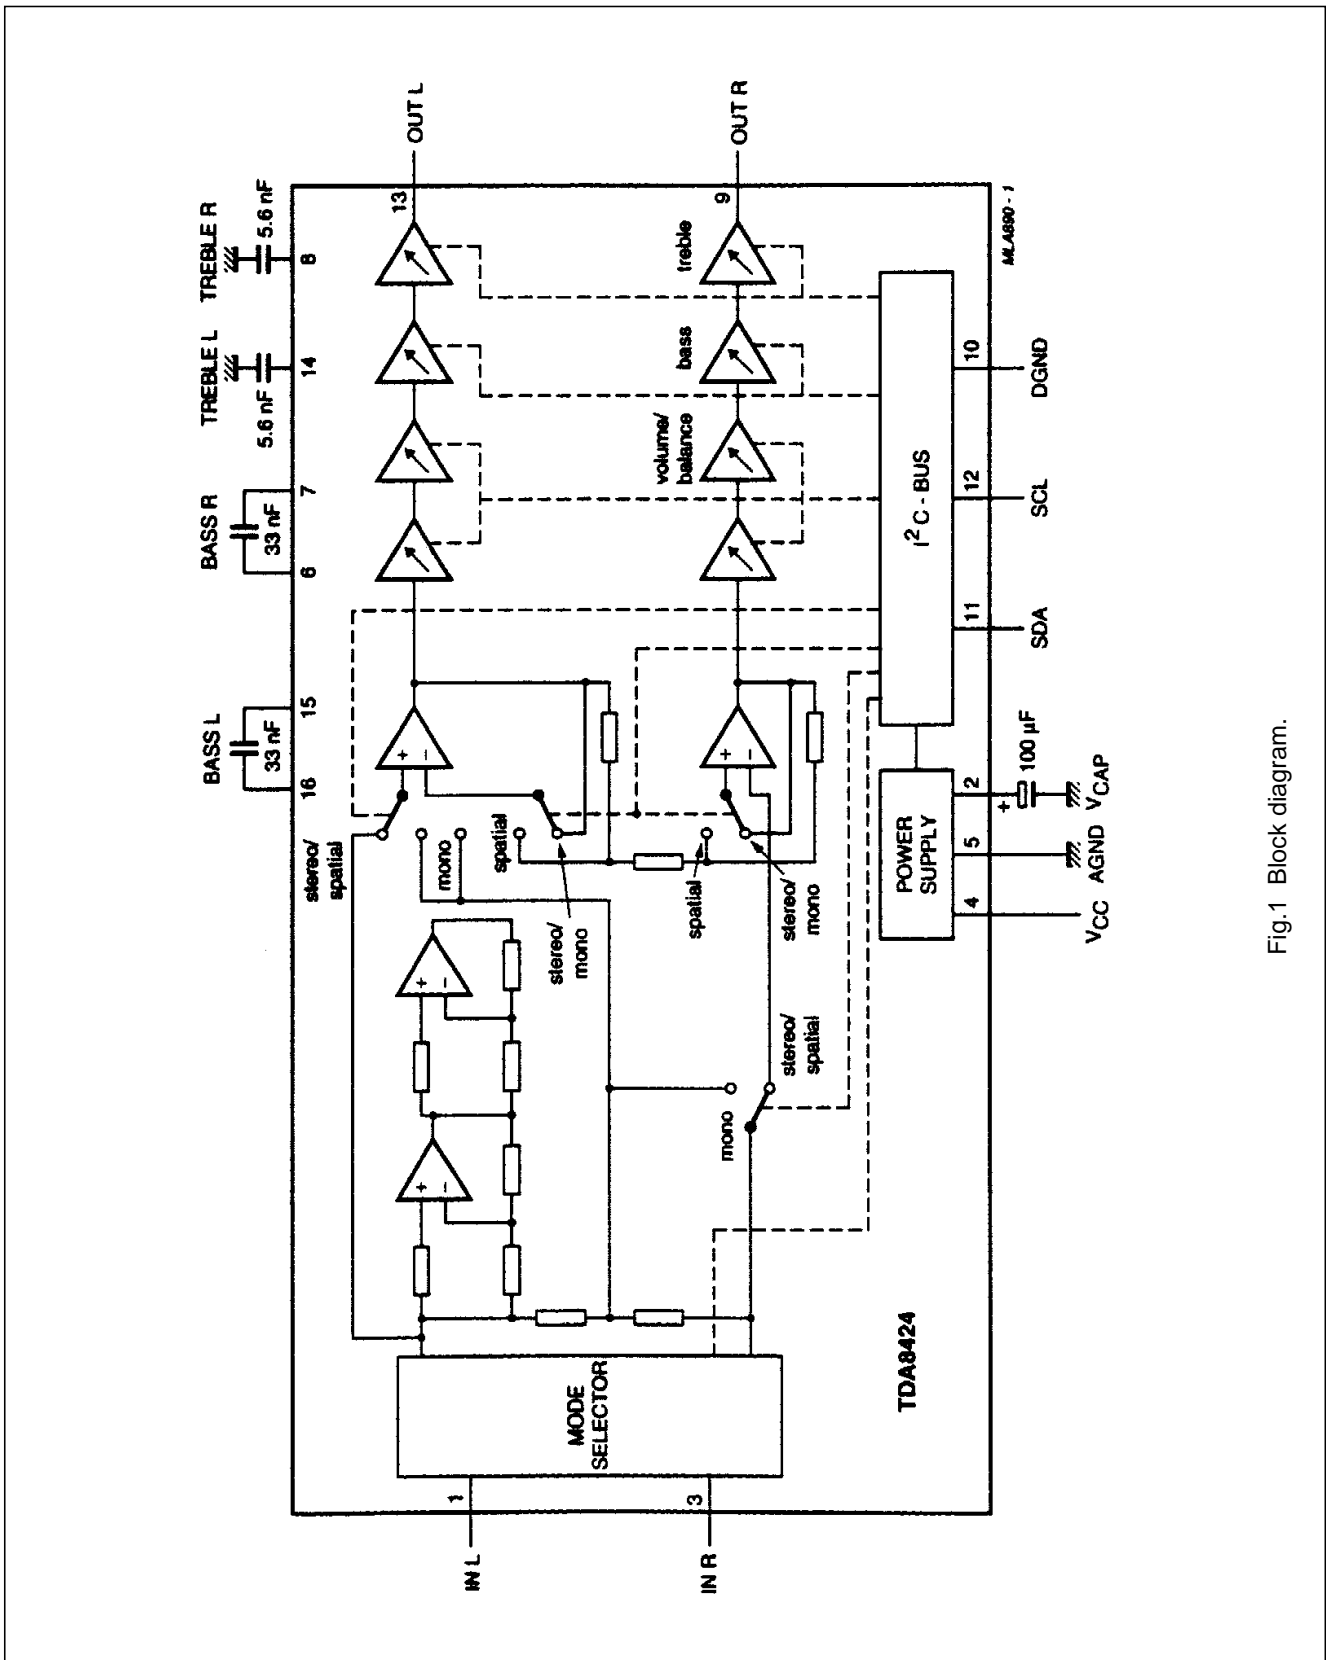 BASS L
33 nF
16
15
BASS R
33 nF
6
7
TREBLE L
5.6 nF
14
TREBLE R
5.6 nF
8
IN L
1
IN R
3
MODE
SELECTOR
+
−
+
−
stereo/
spatial
mono
spatial
stereo/
mono
+
−
13
OUT L
mono
stereo/
spatial
spatial
stereo/
mono
+
−
volume/
balance
bass
treble
9
OUT R
POWER
SUPPLY
I2C - BUS
4
5
2
11
12
10
+
100 µF
VCC
AGND
VCAP
SDA
SCL
DGND
TDA8424
MLA890 - 1
Fig.1 Block diagram.